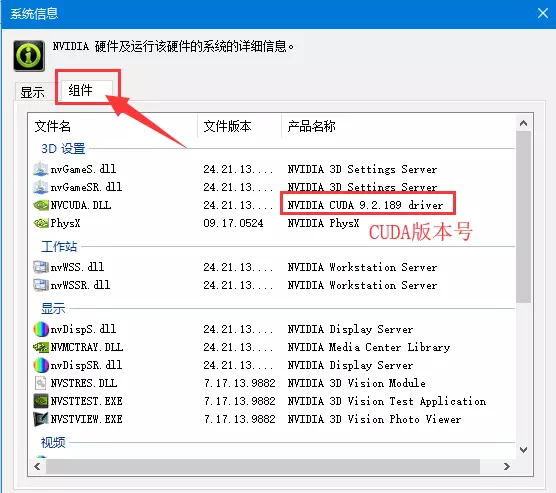 系统信息
NVIDIA 硬件及运行该硬件的系统的详细信息。
显示 组件
文件名 文件版本 产品名称
3D 设置
nvGameS.dll 24.21.13.... NVIDIA 3D Settings Server
nvGameSR.dll 24.21.13.... NVIDIA 3D Settings Server
NVCUDA.DLL 24.21.13.... NVIDIA CUDA 9.2.189 driver
PhysX 09.17.0524 NVIDIA PhysX
CUDA版本号
工作站
nvWSS.dll 24.21.13.... NVIDIA Workstation Server
nvWSSR.dll 24.21.13.... NVIDIA Workstation Server
显示
nvDispS.dll 24.21.13.... NVIDIA Display Server
NVMCTRAY.DLL 24.21.13.... NVIDIA Media Center Library
nvDispSR.dll 24.21.13.... NVIDIA Display Server
NVSTRES.DLL 7.17.13.9882 NVIDIA 3D Vision Module
NVSTTEST.EXE 7.17.13.9882 NVIDIA 3D Vision Test Application
NVSTVIEW.EXE 7.17.13.9882 NVIDIA 3D Vision Photo Viewer
视频